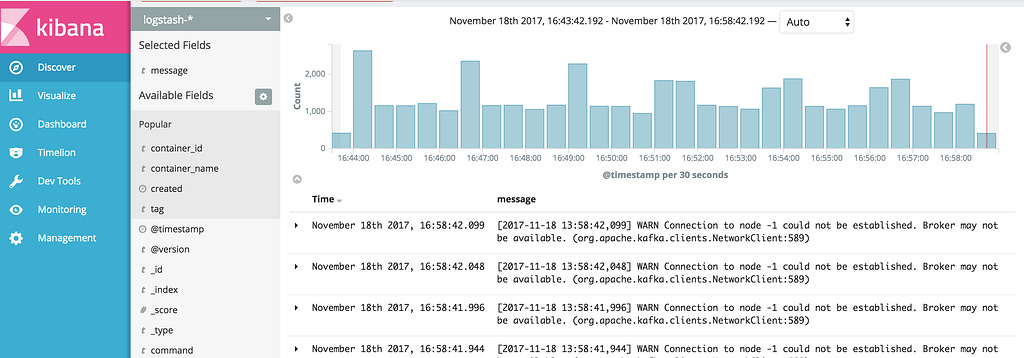 kibana
Discover
Visualize
Dashboard
Timelion
Dev Tools
Monitoring
Management
logstash-*
Selected Fields
t message
Available Fields
Popular
t container_id
t container_name
created
t tag
@timestamp
t @version
t _id
t _index
# _score
t _type
t command
November 18th 2017, 16:43:42.192 - November 18th 2017, 16:58:42.192 — Auto
Count
2,000
1,000
0
16:44:00 16:45:00 16:46:00 16:47:00 16:48:00 16:49:00 16:50:00 16:51:00 16:52:00 16:53:00 16:54:00 16:55:00 16:56:00 16:57:00 16:58:00
@timestamp per 30 seconds
Time message
November 18th 2017, 16:58:42.099 [2017-11-18 13:58:42,099] WARN Connection to node -1 could not be established. Broker may not
be available. (org.apache.kafka.clients.NetworkClient:589)
November 18th 2017, 16:58:42.048 [2017-11-18 13:58:42,048] WARN Connection to node -1 could not be established. Broker may not
be available. (org.apache.kafka.clients.NetworkClient:589)
November 18th 2017, 16:58:41.996 [2017-11-18 13:58:41,996] WARN Connection to node -1 could not be established. Broker may not
be available. (org.apache.kafka.clients.NetworkClient:589)
November 18th 2017, 16:58:41.944 [2017-11-18 13:58:41,944] WARN Connection to node -1 could not be established. Broker may not